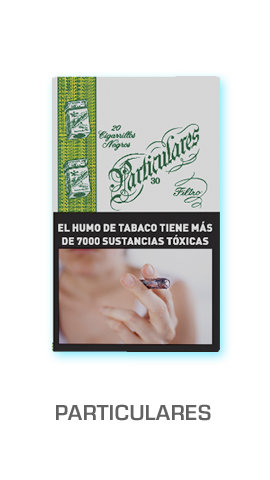 20
Cigarrillos
Negros
Particulares
30
Filtro
EL HUMO DE TABACO TIENE MÁS
DE 7000 SUSTANCIAS TÓXICAS
PARTICULARES